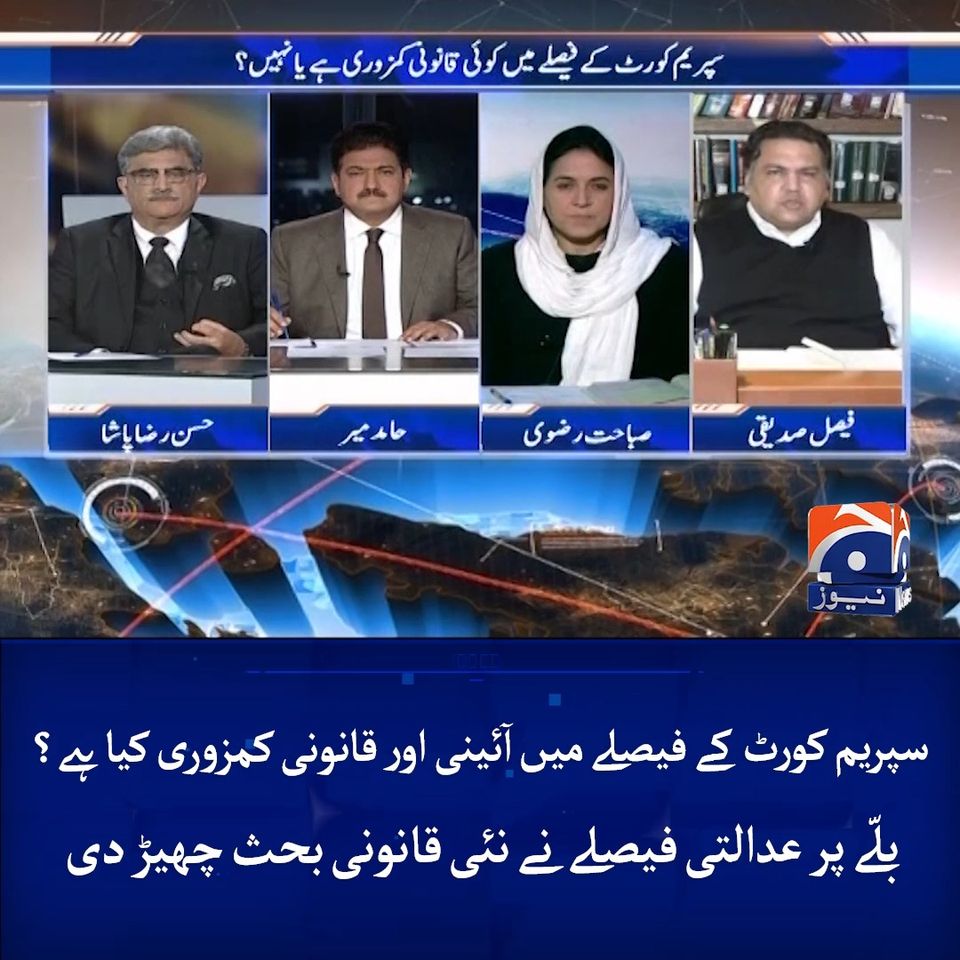 سپریم کورٹ کے فیصلے میں کوئی قانونی کمزوری ہے یا نہیں؟
فیصل صدیقی
صباحت رضوی
حامد میر
حسن رضا پاشا
نیوز
NEWS
سپریم کورٹ کے فیصلے میں آئینی اور قانونی کمزوری کیا ہے ؟
بلّے پر عدالتی فیصلے نے نئی قانونی بحث چھیڑ دی